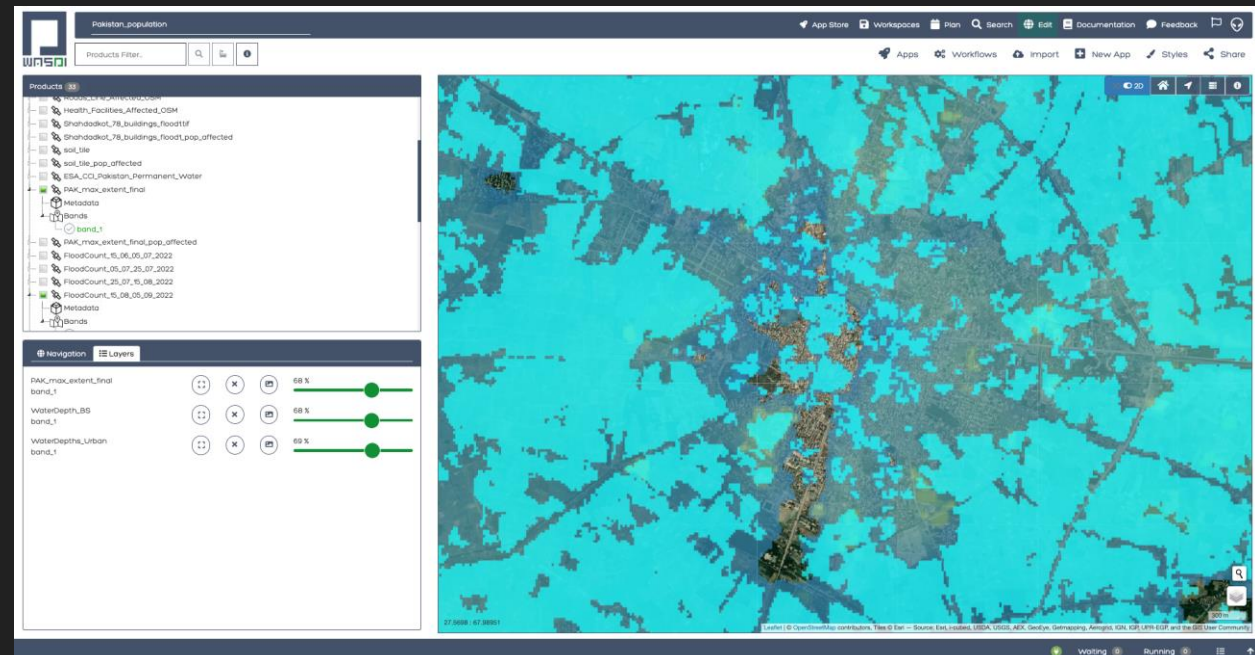 Pakistan_population
App Store Workspaces Plan Search Edit Documentation Feedback
WASDI
Products Filter..
Apps Workflows Import New App Styles Share
Products 33
Roads_Line_Affected_OSM
Health_Facilities_Affected_OSM
Shahdadkot_78_buildings_flood1tif
Shahdadkot_78_buildings_flood1_pop_affected
soil_tile
soil_tile_pop_affected
ESA_CCI_Pakistan_Permanent_Water
PAK_max_extent_final
Metadata
Bands
band_1
PAK_max_extent_final_pop_affected
FloodCount_15_06_05_07_2022
FloodCount_05_07_25_07_2022
FloodCount_25_07_15_08_2022
FloodCount_15_08_05_09_2022
Metadata
Bands
Navigation Layers
PAK_max_extent_final
band_1
68 %
WaterDepth_BS
band_1
68 %
WaterDepths_Urban
band_1
69 %
2D
500 m
Leaflet | © OpenStreetMap contributors, Tiles © Esri — Source: Esri, i-cubed, USDA, USGS, AEX, GeoEye, Getmapping, Aerogrid, IGN, IGP, UPR-EGP, and the GIS User Community
Waiting 0 Running 0